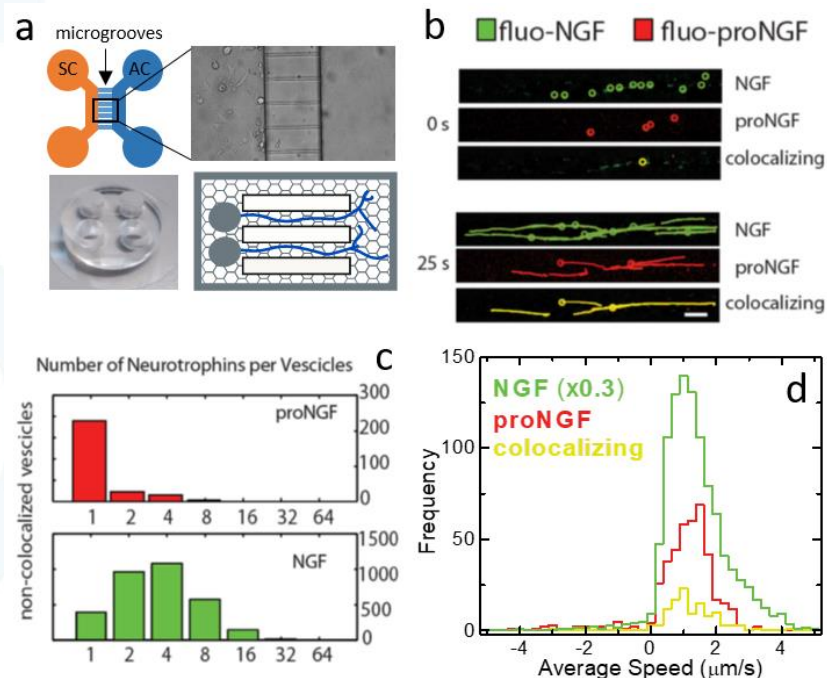 a
microgrooves
SC
AC
b
fluo-NGF
fluo-proNGF
0 s
NGF
proNGF
colocalizing
25 s
NGF
proNGF
colocalizing
Number of Neurotrophins per Vescicles
c
non-colocalized vescicles
proNGF
300
200
100
0
1 2 4 8 16 32 64
NGF
1500
1000
500
0
1 2 4 8 16 32 64
d
NGF (x0.3)
proNGF
colocalizing
Frequency
150
100
50
0
-4 -2 0 2 4
Average Speed (μm/s)